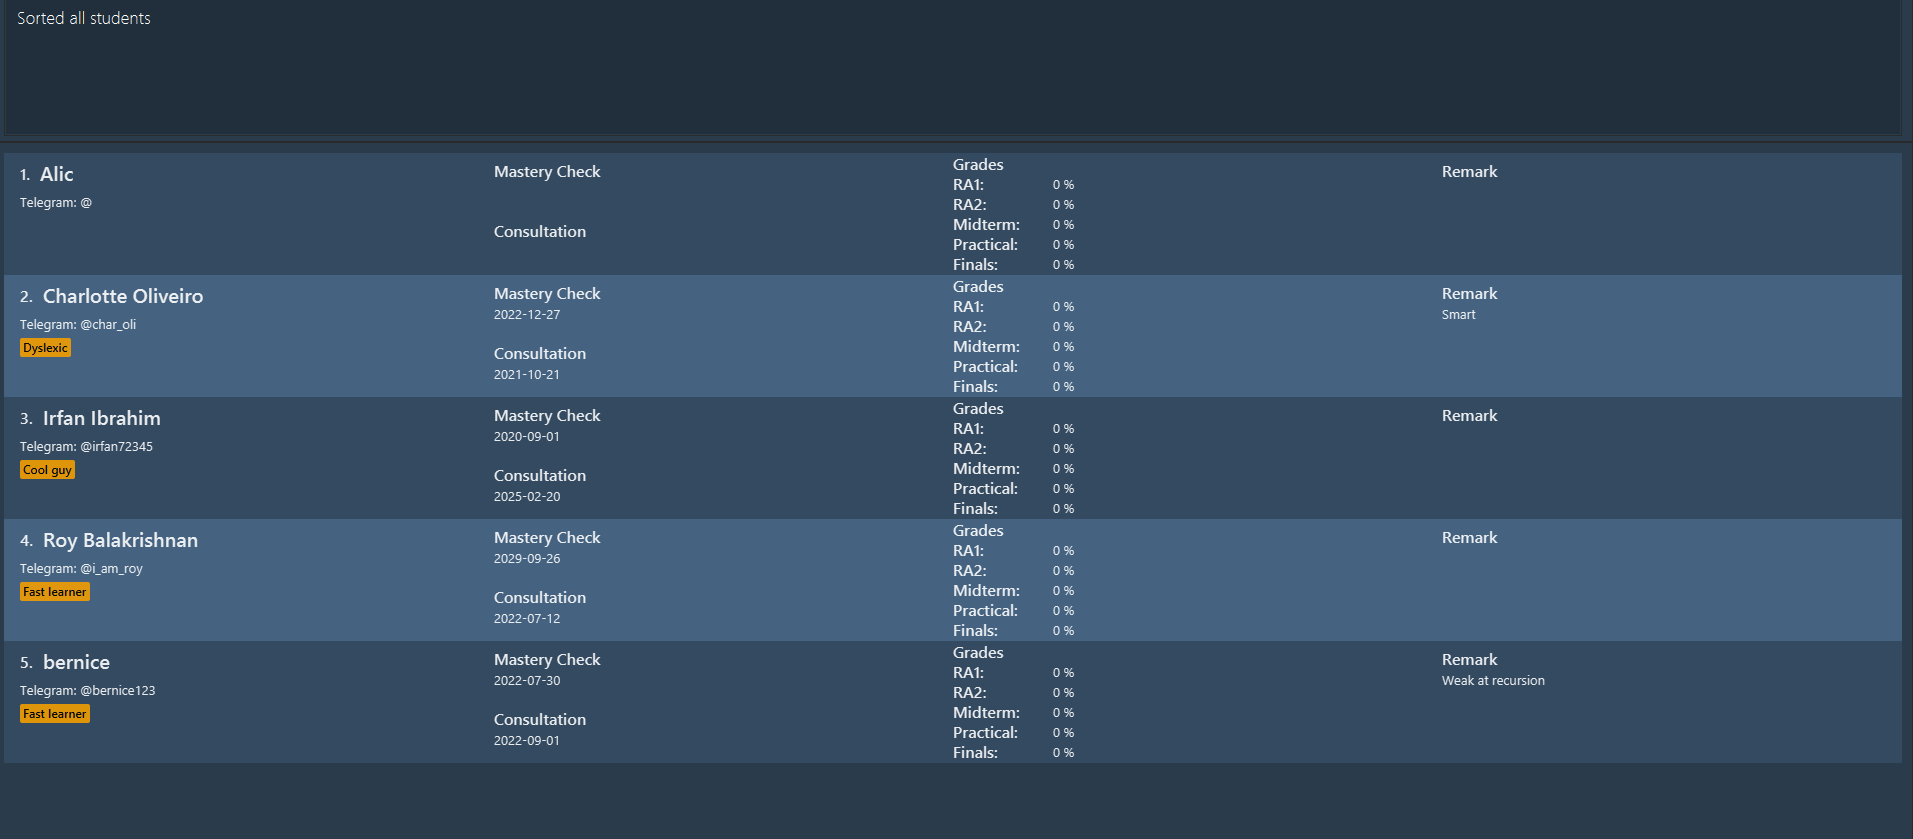 Sorted all students
1. Alic
Telegram: @
Mastery Check
Consultation
Grades
RA1: 0 %
RA2: 0 %
Midterm: 0 %
Practical: 0 %
Finals: 0 %
Remark
2. Charlotte Oliveiro
Telegram: @char_oli
Dyslexic
Mastery Check
2022-12-27
Consultation
2021-10-21
Grades
RA1: 0 %
RA2: 0 %
Midterm: 0 %
Practical: 0 %
Finals: 0 %
Remark
Smart
3. Irfan Ibrahim
Telegram: @irfan72345
Cool guy
Mastery Check
2020-09-01
Consultation
2025-02-20
Grades
RA1: 0 %
RA2: 0 %
Midterm: 0 %
Practical: 0 %
Finals: 0 %
Remark
4. Roy Balakrishnan
Telegram: @i_am_roy
Fast learner
Mastery Check
2029-09-26
Consultation
2022-07-12
Grades
RA1: 0 %
RA2: 0 %
Midterm: 0 %
Practical: 0 %
Finals: 0 %
Remark
5. bernice
Telegram: @bernice123
Fast learner
Mastery Check
2022-07-30
Consultation
2022-09-01
Grades
RA1: 0 %
RA2: 0 %
Midterm: 0 %
Practical: 0 %
Finals: 0 %
Remark
Weak at recursion